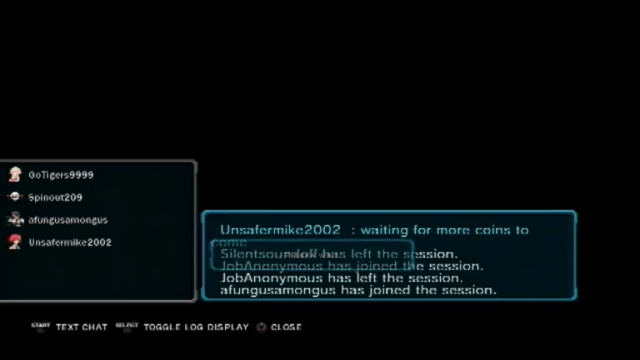 GoTigers9999
Spinout209
afungusamongus
Unsafermike2002
Unsafermike2002 : waiting for more coins to
come
has left the session.
JobAnonymous has joined the session.
JobAnonymous has left the session.
afungusamongus has joined the session.
START TEXT CHAT SELECT TOGGLE LOG DISPLAY CLOSE